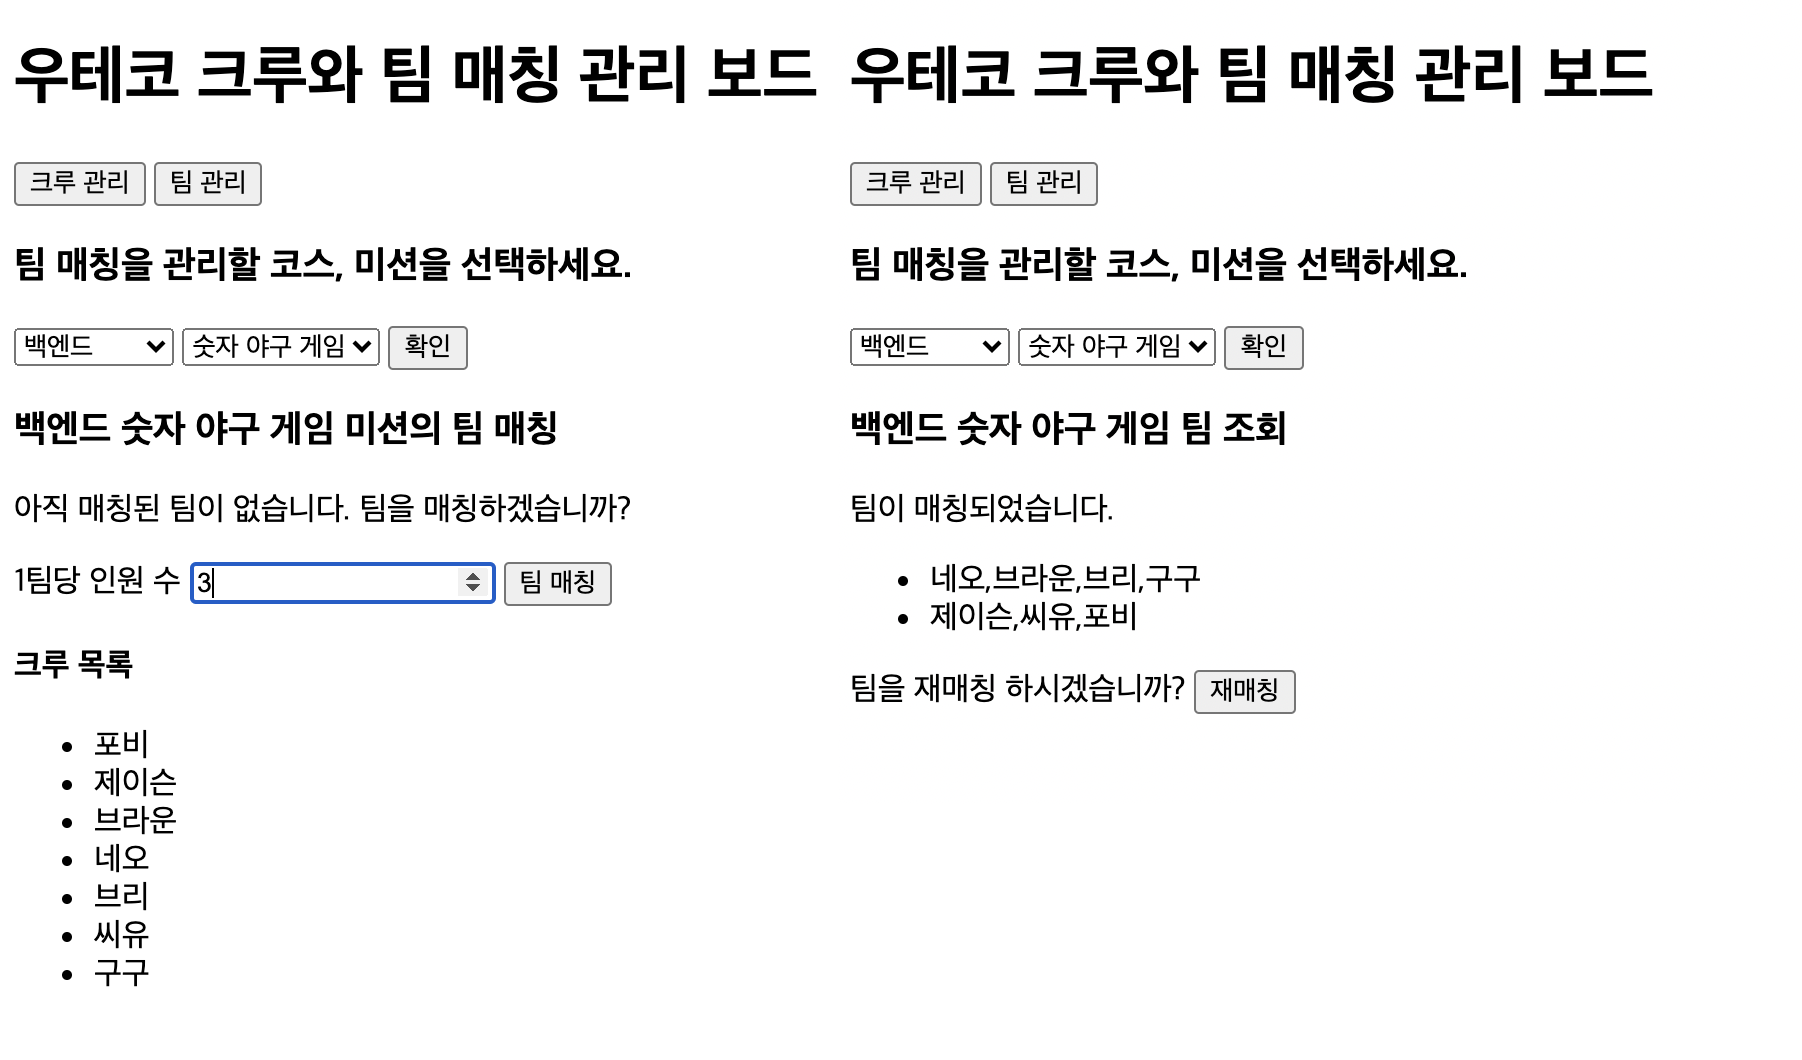 우테코 크루와 팀 매칭 관리 보드
크루 관리 팀 관리
팀 매칭을 관리할 코스, 미션을 선택하세요.
백엔드 숫자 야구 게임 확인
백엔드 숫자 야구 게임 미션의 팀 매칭
아직 매칭된 팀이 없습니다. 팀을 매칭하겠습니까?
1팀당 인원 수 3 팀 매칭
크루 목록
포비
제이슨
브라운
네오
브리
씨유
구구
우테코 크루와 팀 매칭 관리 보드
크루 관리 팀 관리
팀 매칭을 관리할 코스, 미션을 선택하세요.
백엔드 숫자 야구 게임 확인
백엔드 숫자 야구 게임 팀 조회
팀이 매칭되었습니다.
네오,브라운,브리,구구
제이슨,씨유,포비
팀을 재매칭 하시겠습니까? 재매칭